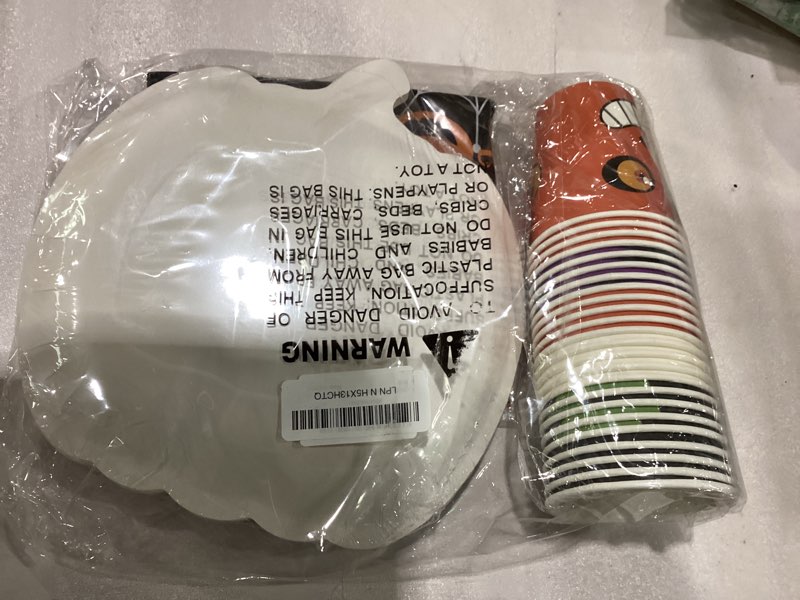 WARNING
TO AVOID DANGER OF
SUFFOCATION, KEEP THIS
PLASTIC BAG AWAY FROM
BABIES AND CHILDREN.
DO NOT USE THIS BAG IN
CRIBS, BEDS, CARRIAGES
OR PLAYPENS. THIS BAG IS
NOT A TOY.
LPN N H5X13HCTQ